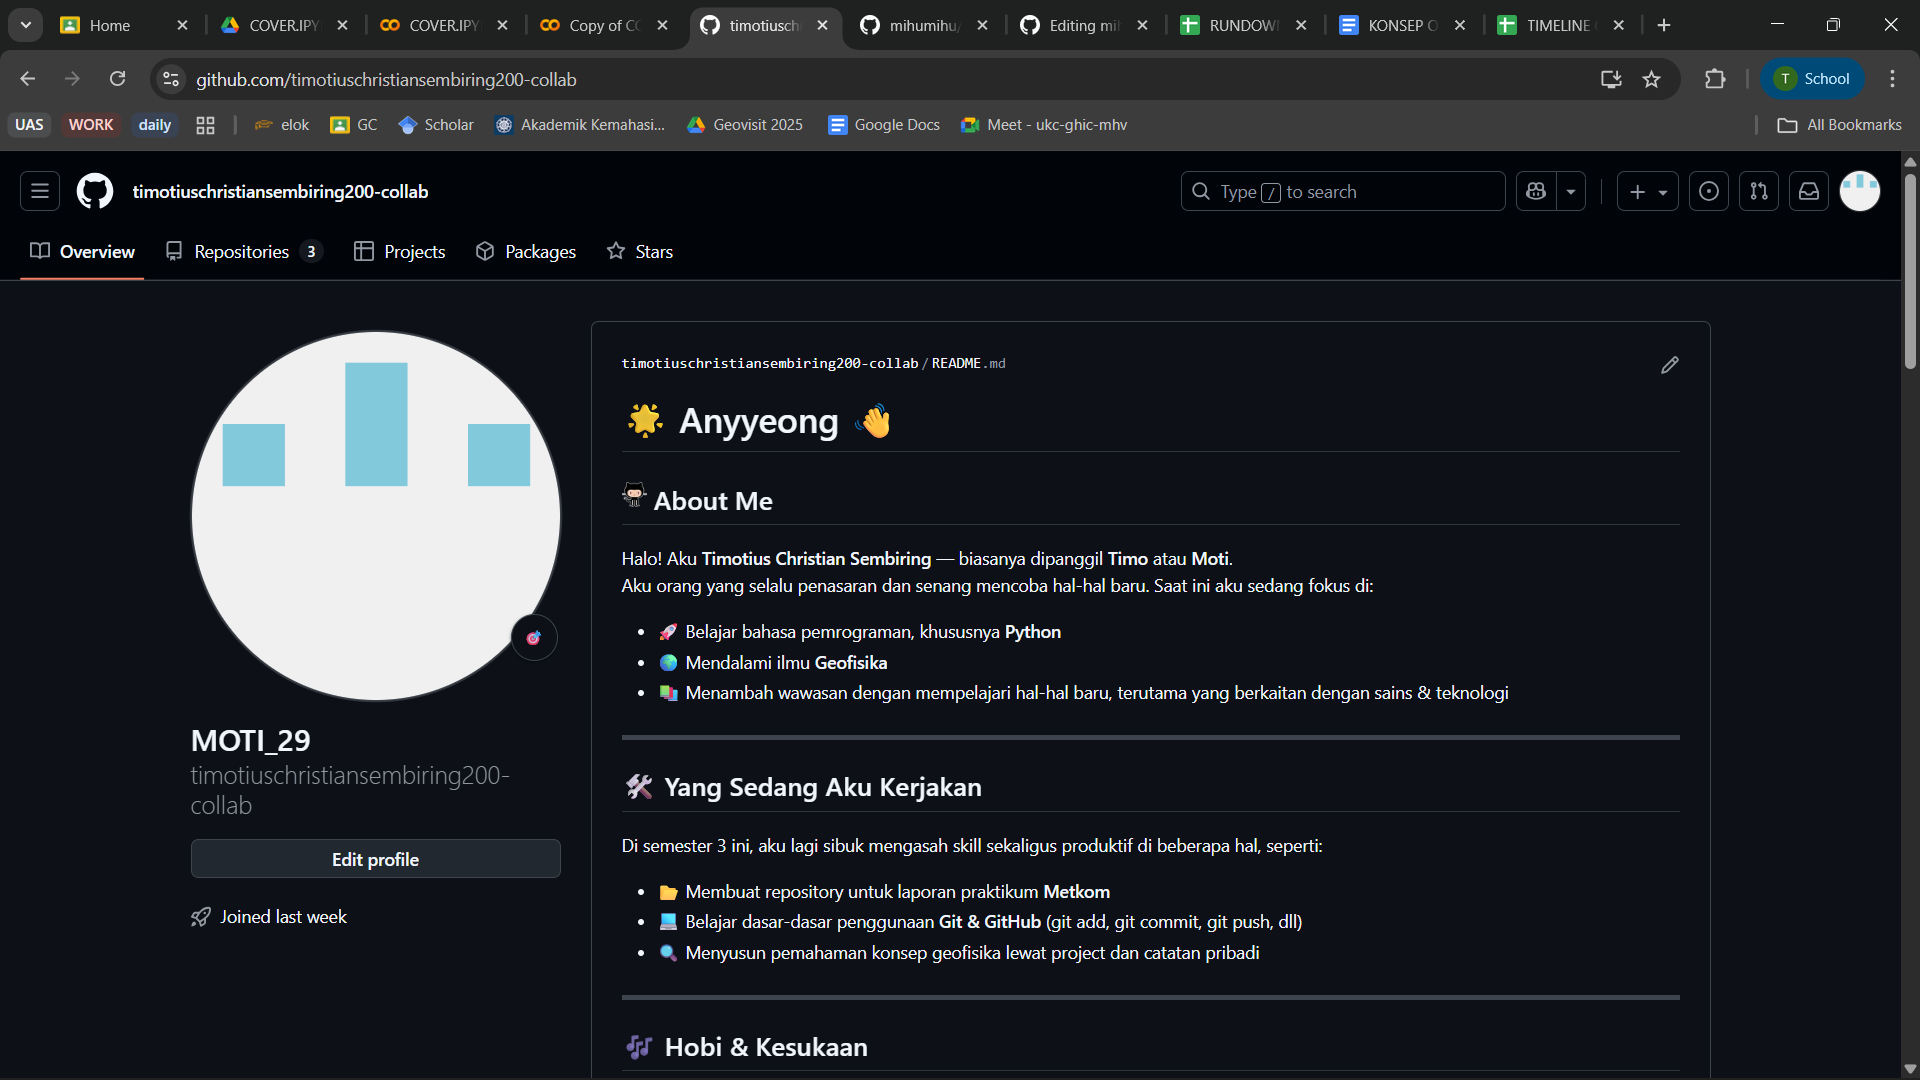 Home
COVER.IPY
COVER.IPY
Copy of CO
timotiusch
mihumihu/
Editing mih
RUNDOWN
KONSEP O
TIMELINE
github.com/timotiuschristiansembiring200-collab
T School
UAS WORK daily elok GC Scholar Akademik Kemahasi... Geovisit 2025 Google Docs Meet - ukc-ghic-mhv All Bookmarks
timotiuschristiansembiring200-collab
Type / to search
Overview Repositories 3 Projects Packages Stars
timotiuschristiansembiring200-collab/README.md
Anyyeong
About Me
Halo! Aku Timotius Christian Sembiring — biasanya dipanggil Timo atau Moti.
Aku orang yang selalu penasaran dan senang mencoba hal-hal baru. Saat ini aku sedang fokus di:
• Belajar bahasa pemrograman, khususnya Python
• Mendalami ilmu Geofisika
• Menambah wawasan dengan mempelajari hal-hal baru, terutama yang berkaitan dengan sains & teknologi
MOTI_29
timotiuschristiansembiring200-
collab
Edit profile
Joined last week
Yang Sedang Aku Kerjakan
Di semester 3 ini, aku lagi sibuk mengasah skill sekaligus produktif di beberapa hal, seperti:
• Membuat repository untuk laporan praktikum Metkom
• Belajar dasar-dasar penggunaan Git & GitHub (git add, git commit, git push, dll)
• Menyusun pemahaman konsep geofisika lewat project dan catatan pribadi
Hobi & Kesukaan